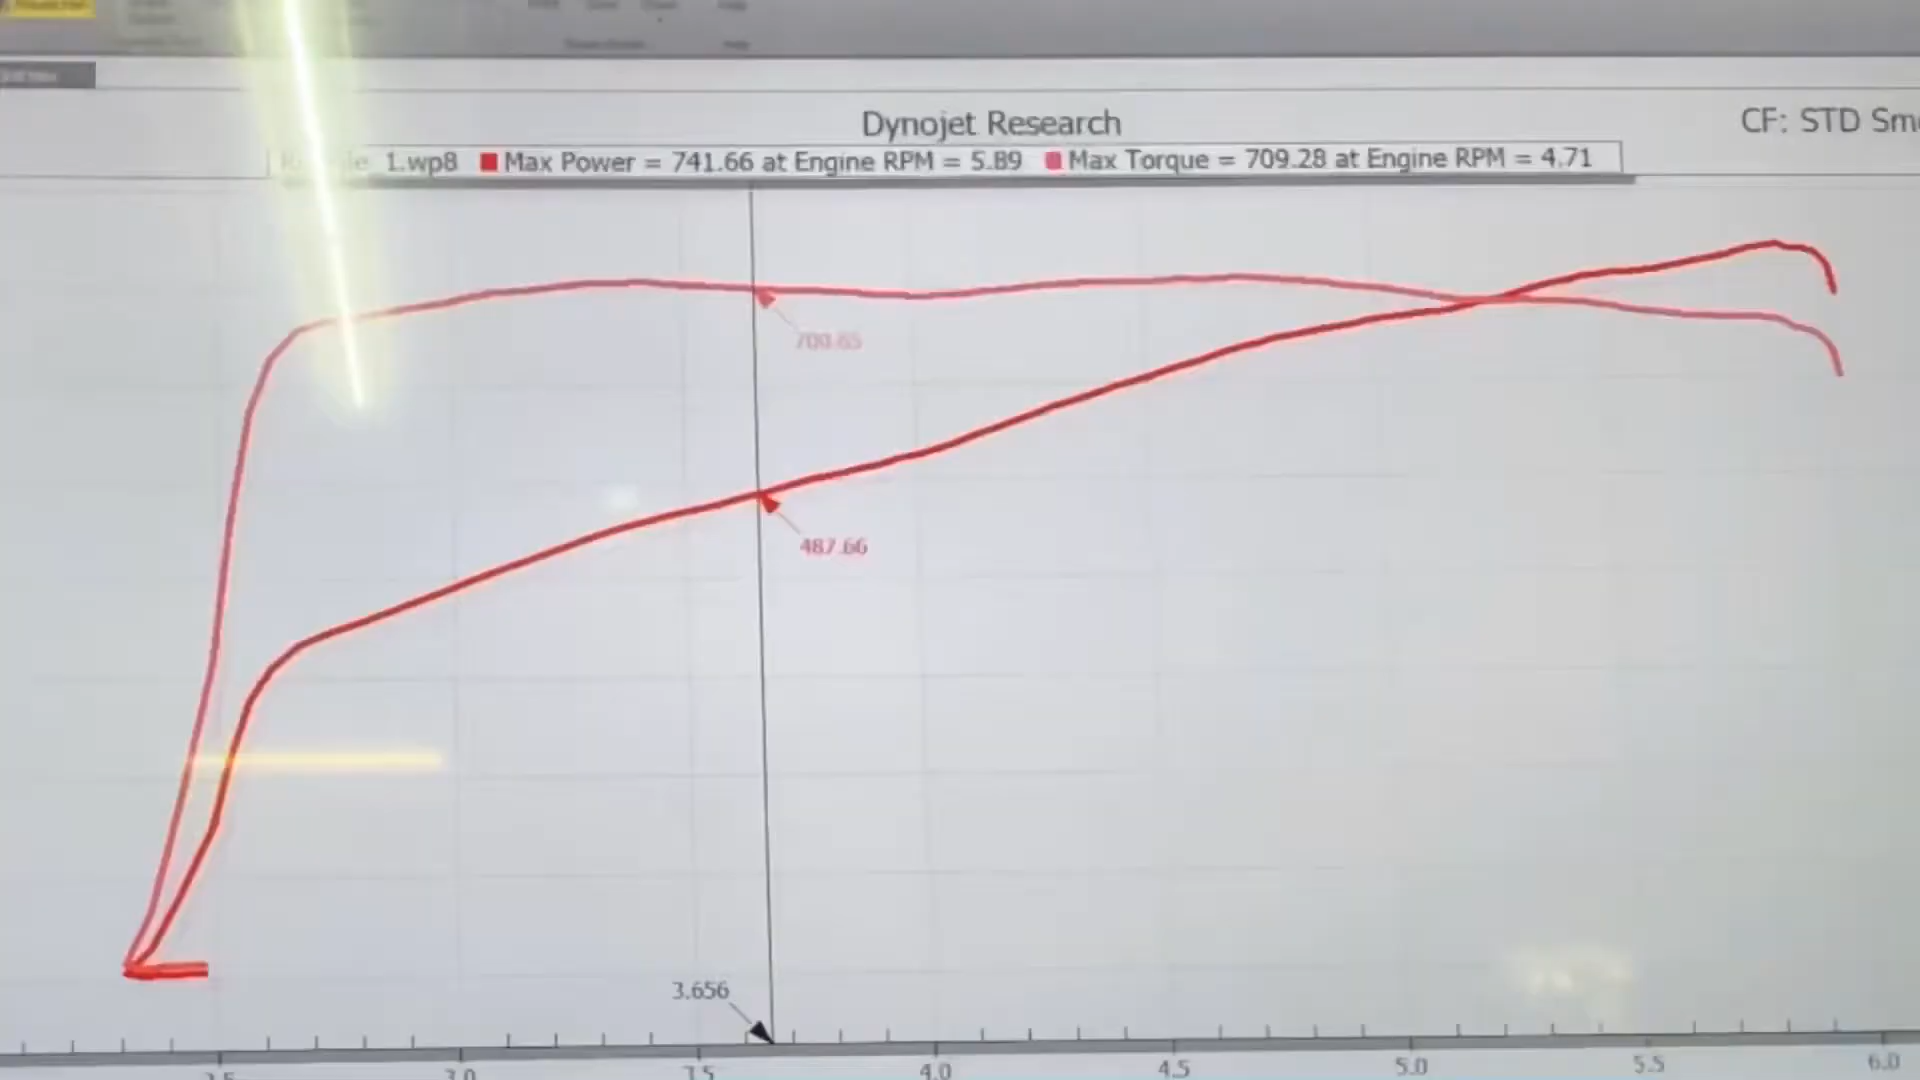 Dynojet Research
CF: STD
1.wp8 Max Power = 741.66 at Engine RPM = 5.89 Max Torque = 709.28 at Engine RPM = 4.71
700.65
487.66
3.656
3.0 3.5 4.0 4.5 5.0 5.5 6.0